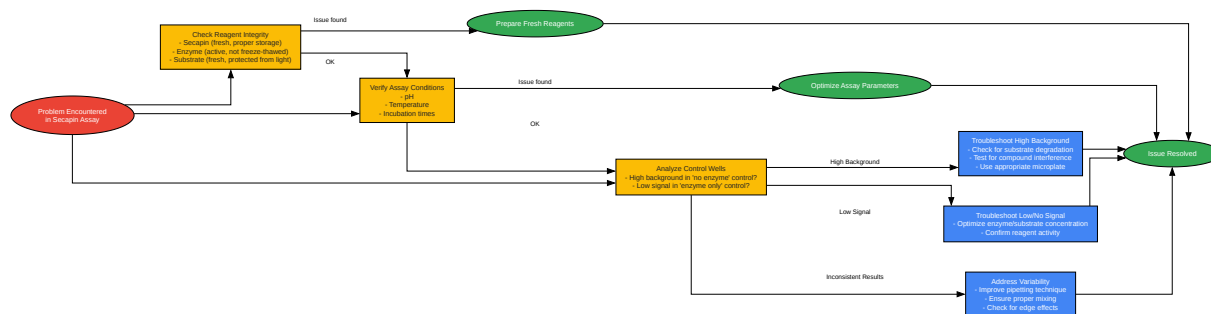 Issue found
Prepare Fresh Reagents
Check Reagent Integrity
- Secapin (fresh, proper storage)
- Enzyme (active, not freeze-thawed)
- Substrate (fresh, protected from light)
OK
Verify Assay Conditions
- pH
- Temperature
- Incubation times
Issue found
Optimize Assay Parameters
Problem Encountered
in Secapin Assay
OK
Troubleshoot High Background
- Check for substrate degradation
- Test for compound interference
- Use appropriate microplate
Issue Resolved
Analyze Control Wells
- High background in 'no enzyme' control?
- Low signal in 'enzyme only' control?
High Background
Low Signal
Troubleshoot Low/No Signal
- Optimize enzyme/substrate concentration
- Confirm reagent activity
Inconsistent Results
Address Variability
- Improve pipetting technique
- Ensure proper mixing
- Check for edge effects